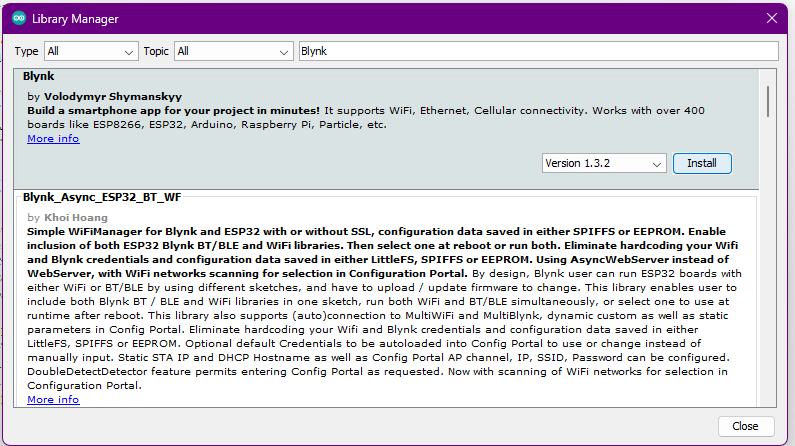 Library Manager
Type All Topic All Blynk
Blynk
by Volodymyr Shymanskyy
Build a smartphone app for your project in minutes! It supports WiFi, Ethernet, Cellular connectivity. Works with over 400
boards like ESP8266, ESP32, Arduino, Raspberry Pi, Particle, etc.
More info
Version 1.3.2 Install
Blynk_Async_ESP32_BT_WF
by Khoi Hoang
Simple WiFiManager for Blynk and ESP32 with or without SSL, configuration data saved in either SPIFFS or EEPROM. Enable
inclusion of both ESP32 Blynk BT/BLE and WiFi libraries. Then select one at reboot or run both. Eliminate hardcoding your Wifi
and Blynk credentials and configuration data saved in either LittleFS, SPIFFS or EEPROM. Using AsyncWebServer instead of
WebServer, with WiFi networks scanning for selection in Configuration Portal. By design, Blynk user can run ESP32 boards with
either WiFi or BT/BLE by using different sketches, and have to upload / update firmware to change. This library enables user to
include both Blynk BT / BLE and WiFi libraries in one sketch, run both WiFi and BT/BLE simultaneously, or select one to use at
runtime after reboot. This library also supports (auto)connection to MultiWiFi and MultiBlynk, dynamic custom as well as static
parameters in Config Portal. Eliminate hardcoding your Wifi and Blynk credentials and configuration data saved in either
LittleFS, SPIFFS or EEPROM. Optional default Credentials to be autoloaded into Config Portal to use or change instead of
manually input. Static STA IP and DHCP Hostname as well as Config Portal AP channel, IP, SSID, Password can be configured.
DoubleDetectDetector feature permits entering Config Portal as requested. Now with scanning of WiFi networks for selection in
Configuration Portal.
More info
Close